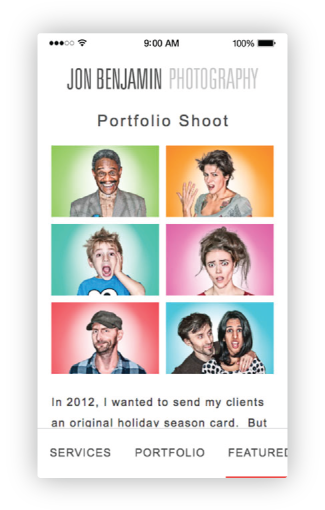 9:00 AM 100%
JON BENJAMIN PHOTOGRAPHY
Portfolio Shoot
In 2012, I wanted to send my clients
an original holiday season card. But
SERVICES PORTFOLIO FEATURED